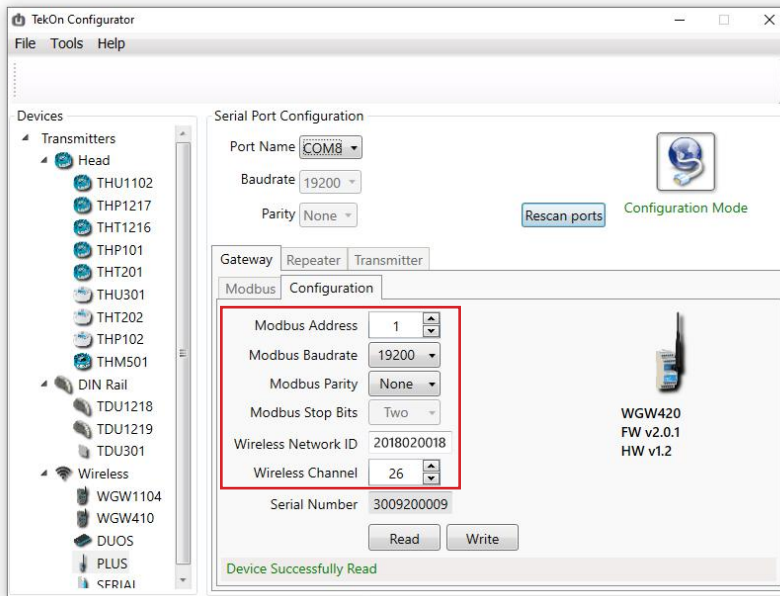 TekOn Configurator
File Tools Help
Devices
Transmitters
Head
THU1102
THP1217
THT1216
THP101
THT201
THU301
THT202
THP102
THM501
DIN Rail
TDU1218
TDU1219
TDU301
Wireless
WGW1104
WGW410
DUOS
PLUS
SERIAL
Serial Port Configuration
Port Name COM8
Baudrate 19200
Parity None
Rescan ports
Configuration Mode
Gateway Repeater Transmitter
Modbus Configuration
Modbus Address 1
Modbus Baudrate 19200
Modbus Parity None
Modbus Stop Bits Two
Wireless Network ID 2018020018
Wireless Channel 26
Serial Number 3009200009
Read Write
WGW420
FW v2.0.1
HW v1.2
Device Successfully Read